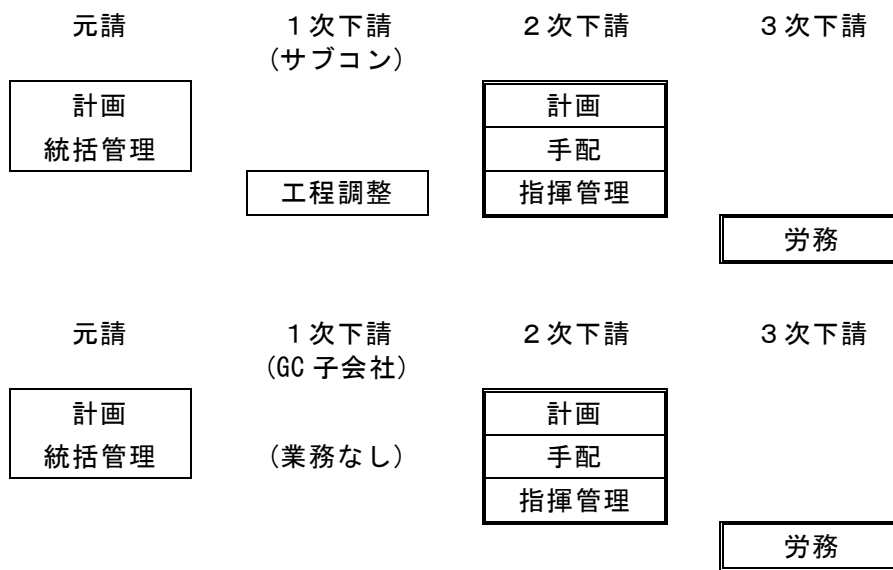 元請 １次下請 ２次下請 ３次下請
(サブコン)
計画 計画
統括管理 手配
工程調整 指揮管理
労務
元請 １次下請 ２次下請 ３次下請
(GC子会社)
計画 計画
統括管理 (業務なし) 手配
指揮管理
労務